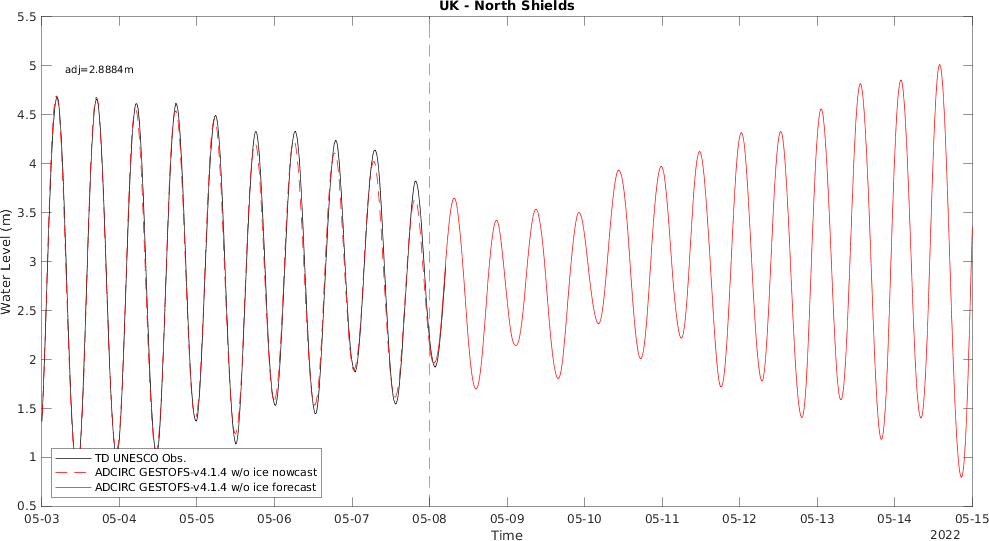 UK - North Shields
adj=2.8884m
5.5
5
4.5
4
3.5
3
2.5
2
1.5
1
0.5
Water Level (m)
TD UNESCO Obs.
ADCIRC GESTOFS-v4.1.4 w/o ice nowcast
ADCIRC GESTOFS-v4.1.4 w/o ice forecast
05-03 05-04 05-05 05-06 05-07 05-08 05-09 05-10 05-11 05-12 05-13 05-14 05-15
Time
2022